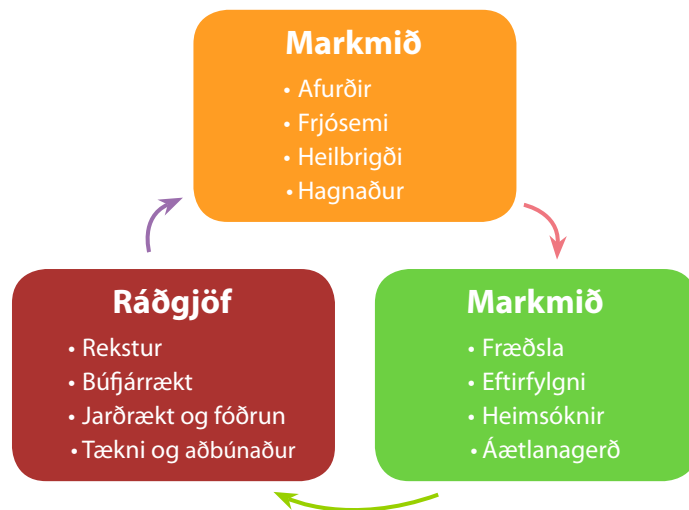 Markmið
• Afurðir
• Frjósemi
• Heilbrigði
• Hagnaður
Ráðgjöf
• Rekstur
• Búfjárrækt
• Jarðrækt og fóðrun
• Tækni og aðbúnaður
Markmið
• Fræðsla
• Eftirfylgni
• Heimsóknir
• Áætlanagerð